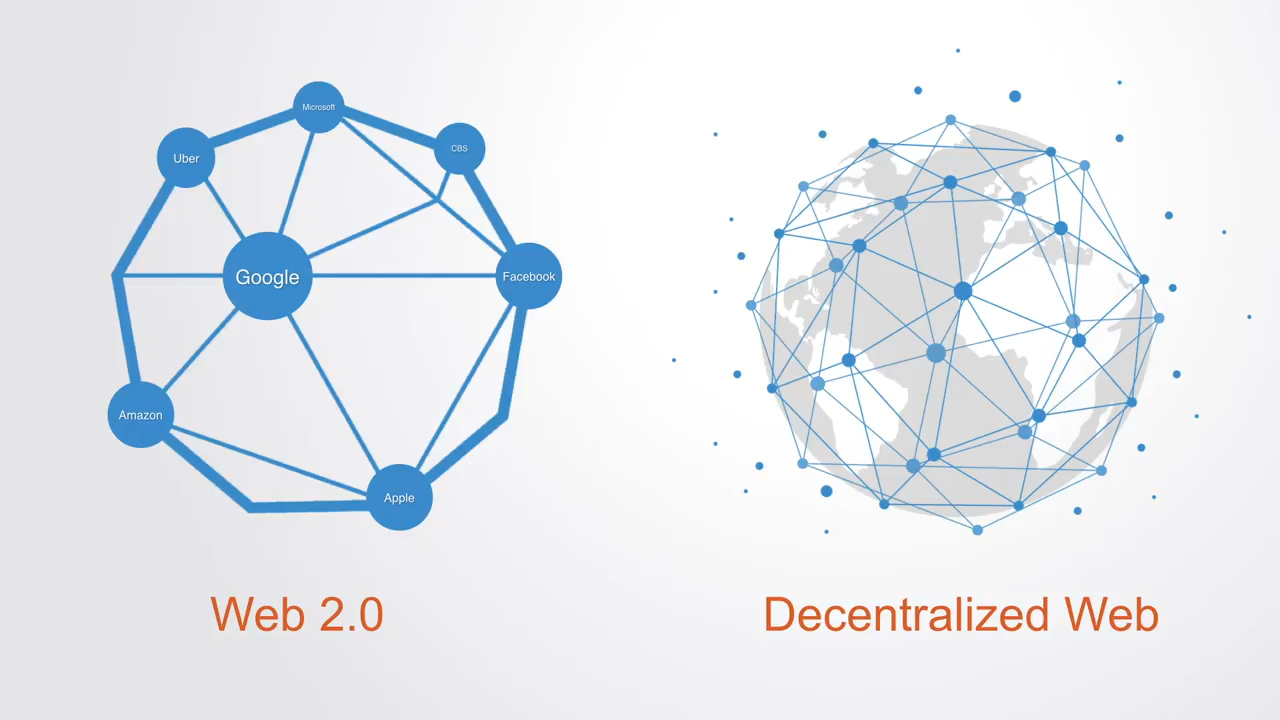 Microsoft
CBS
Uber
Google
Facebook
Amazon
Apple
Web 2.0
Decentralized Web